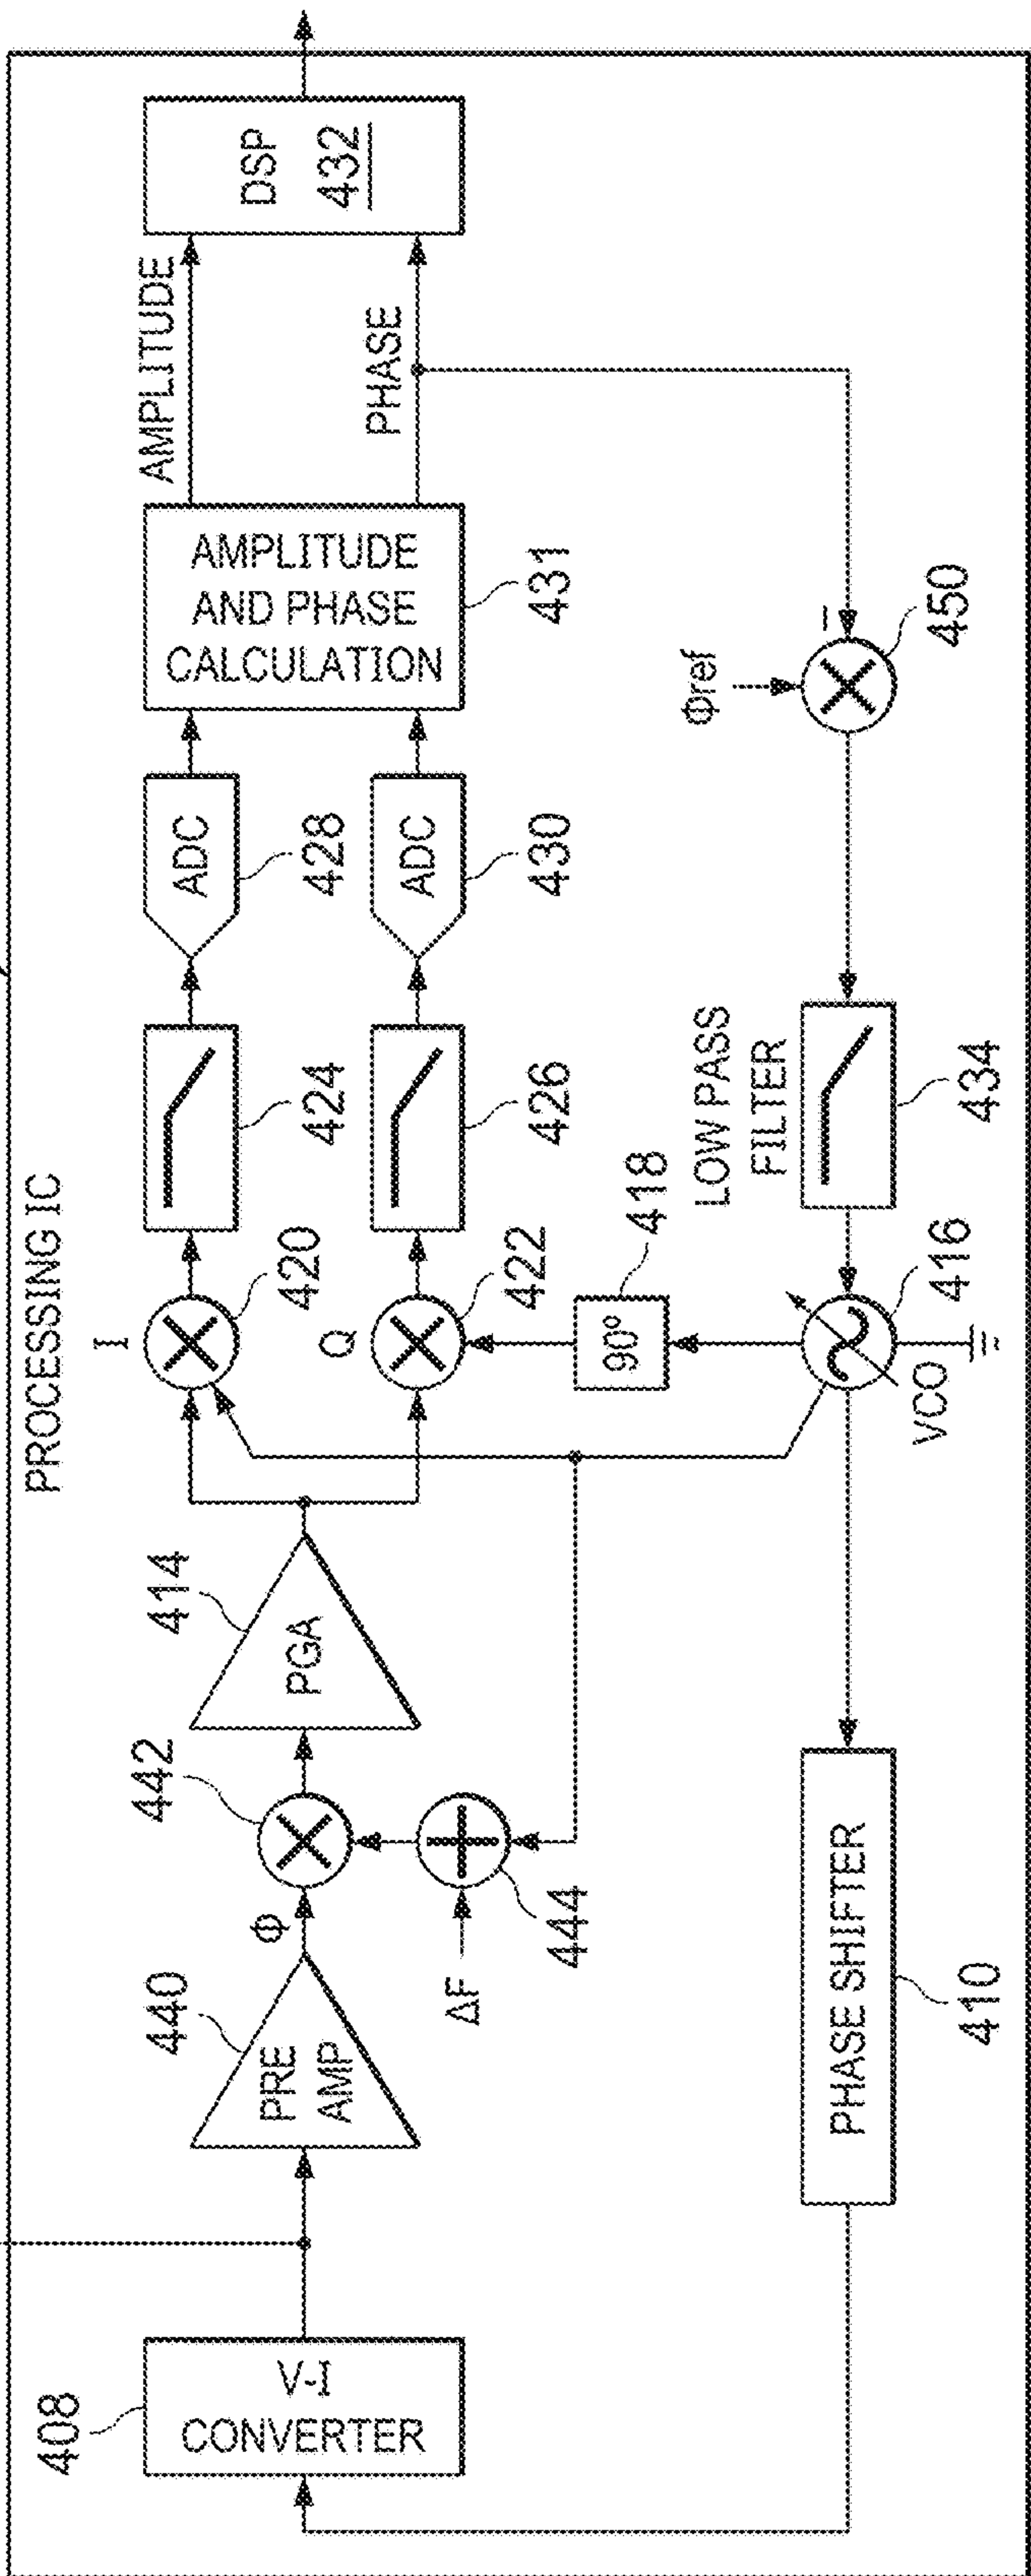 PROCESSING IC
408
V-I
CONVERTER
440
PRE
AMP
Φ
442
ΔF
444
414
PGA
I
420
Q
422
90°
418
424
426
ADC
428
ADC
430
AMPLITUDE
AND PHASE
CALCULATION
431
AMPLITUDE
PHASE
DSP
432
PHASE SHIFTER
410
VCO
416
LOW PASS
FILTER
434
Φref
−
450